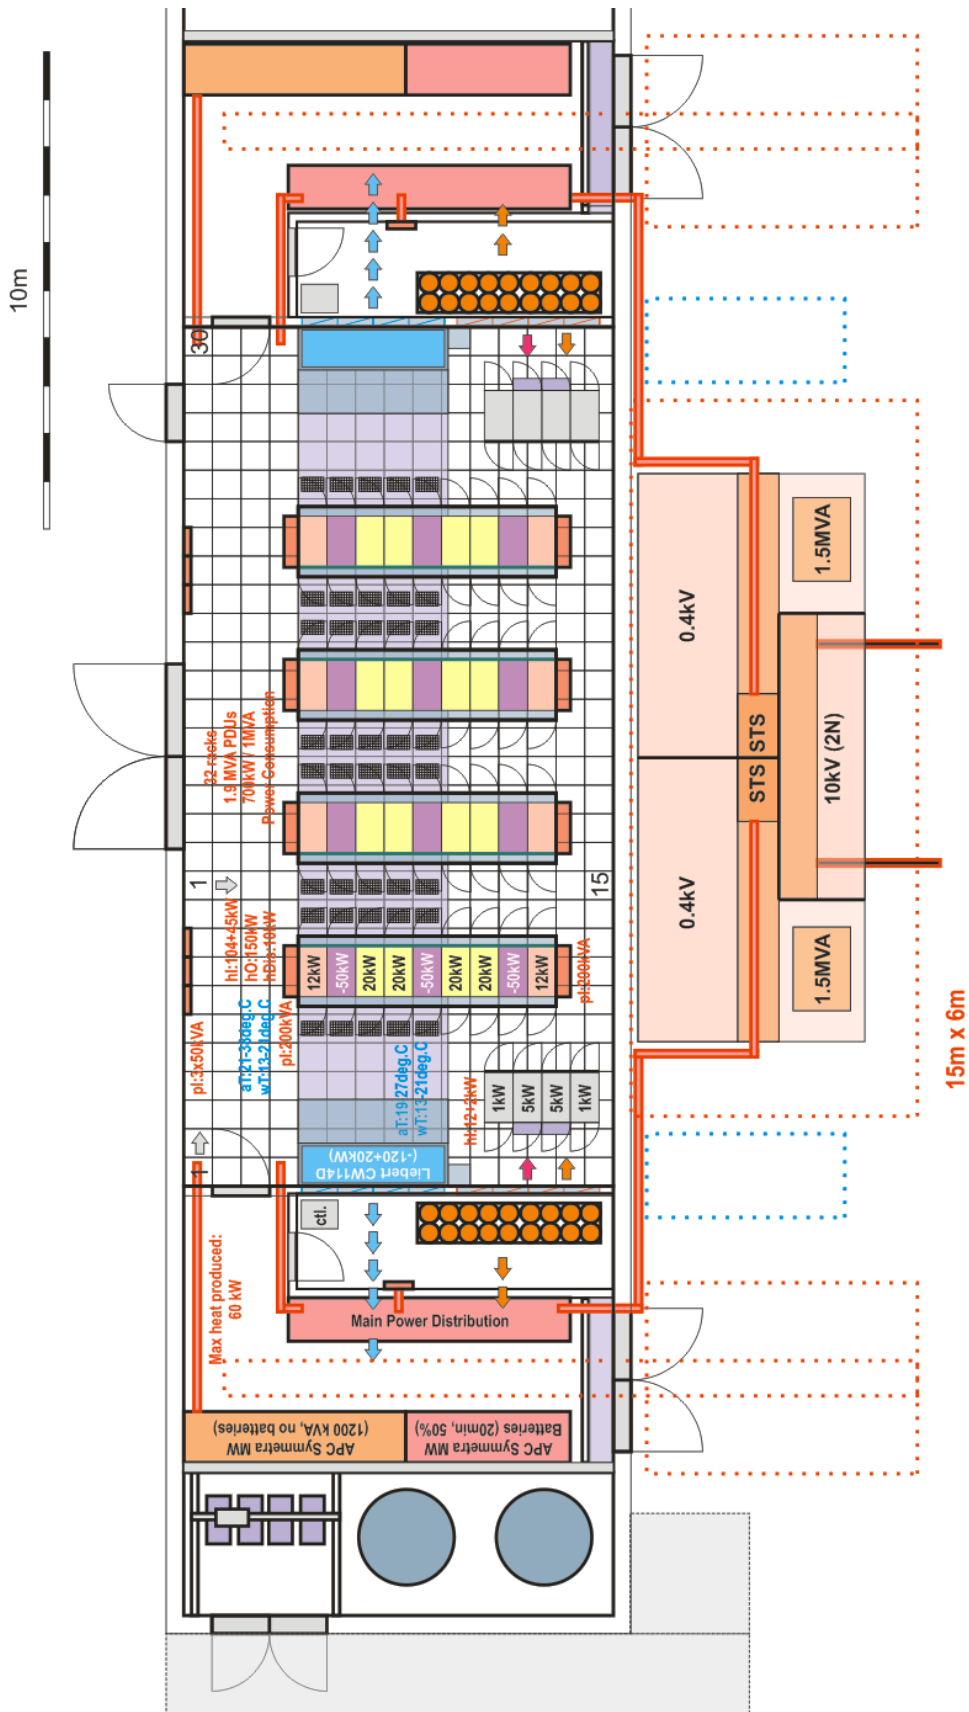 10m
30
0.4kV
1.5MVA
STS
10kV (2N)
STS
0.4kV
1.5MVA
15m x 6m
32 racks
1.9 MVA PDUs
700kW / 1MVA
Power Consumption
1
15
hI:104+45kW
hO:150kW
hDis:10kW
pI:3x50kVA
aT:21-38deg.C
wT:13-21deg.C
pI:200kVA
12kW
-50kW
20kW
20kW
-50kW
20kW
20kW
-50kW
12kW
pI:200kVA
aT:19-27deg.C
wT:13-21deg.C
hI:12+2kW
1kW
5kW
5kW
1kW
1
Liebert CW114D
(-120+20kW)
ctl.
Max heat produced:
60 kW
Main Power Distribution
APC Symmetra MW
(1200 kVA, no batteries)
APC Symmetra MW
Batteries (20min, 50%)